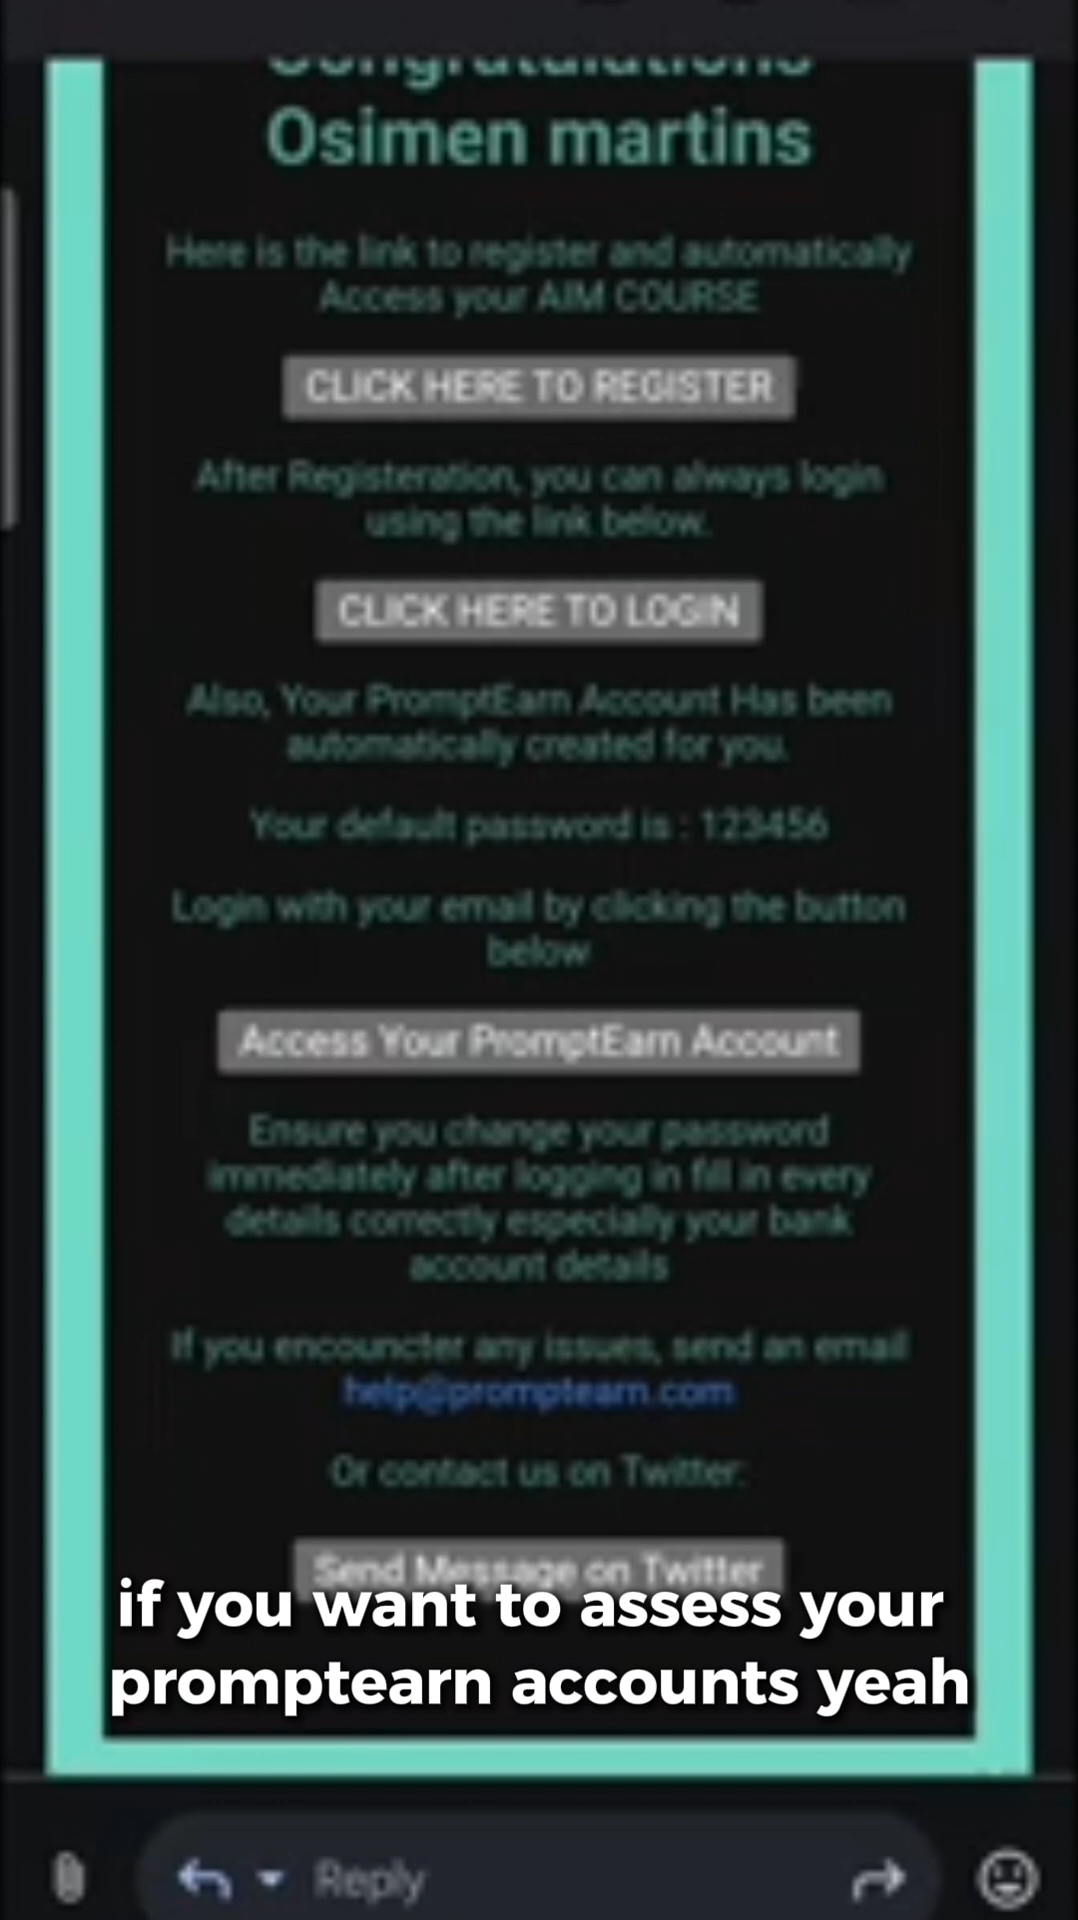 Congratulations
Osimen martins
Here is the link to register and automatically
Access your AIM COURSE
CLICK HERE TO REGISTER
After Registeration, you can always login
using the link below.
CLICK HERE TO LOGIN
Also, Your PromptEarn Account Has been
automatically created for you.
Your default password is : 123456
Login with your email by clicking the button
below
Access Your PromptEarn Account
Ensure you change your password
immediately after logging in fill in every
details correctly especially your bank
account details
If you encouncter any issues, send an email
help@promptearn.com
Or contact us on Twitter:
Send Message on Twitter
if you want to assess your
promptearn accounts yeah
Reply